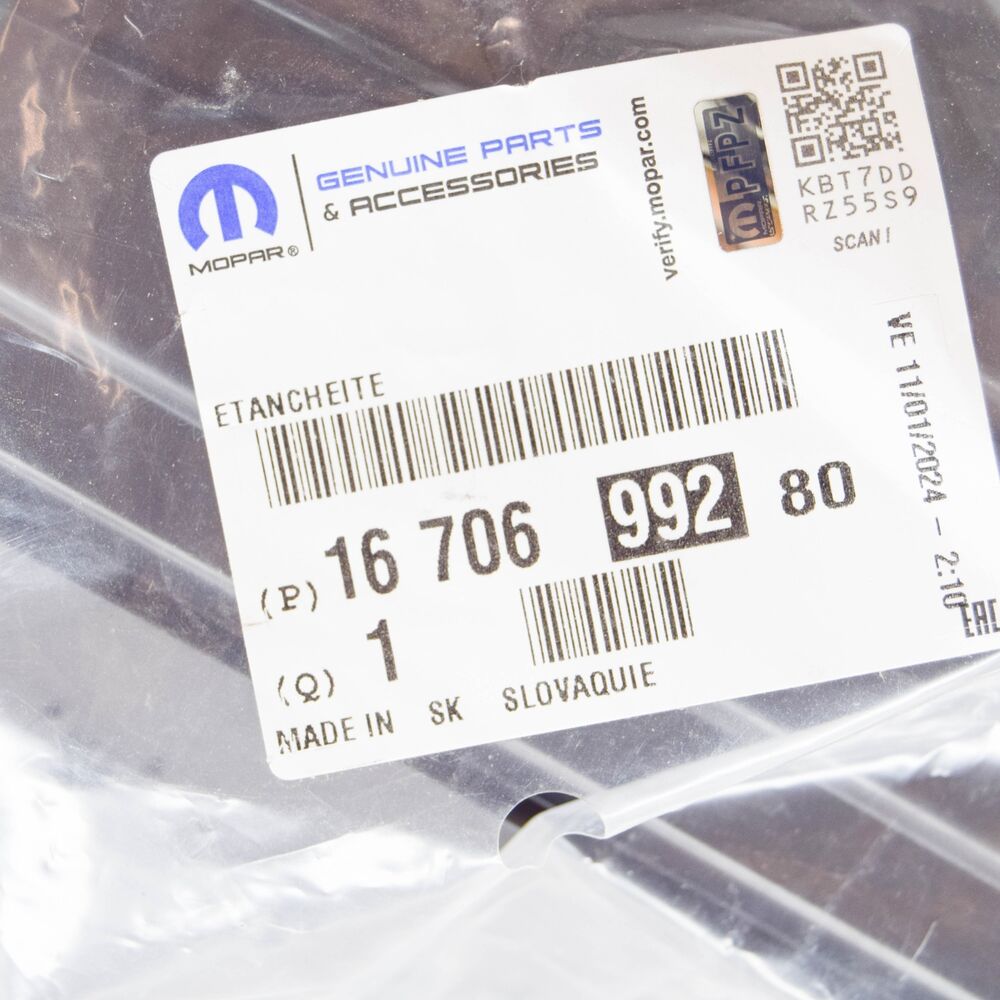 MOPAR®
GENUINE PARTS
& ACCESSORIES
verify.mopar.com
PFPZ
KBT7DD
RZ55S9
SCAN!
ETANCHEITE
(P) 16 706 992 80
(Q) 1
MADE IN SK SLOVAQUIE
VE 11/01/2024 - 2:10
EAC